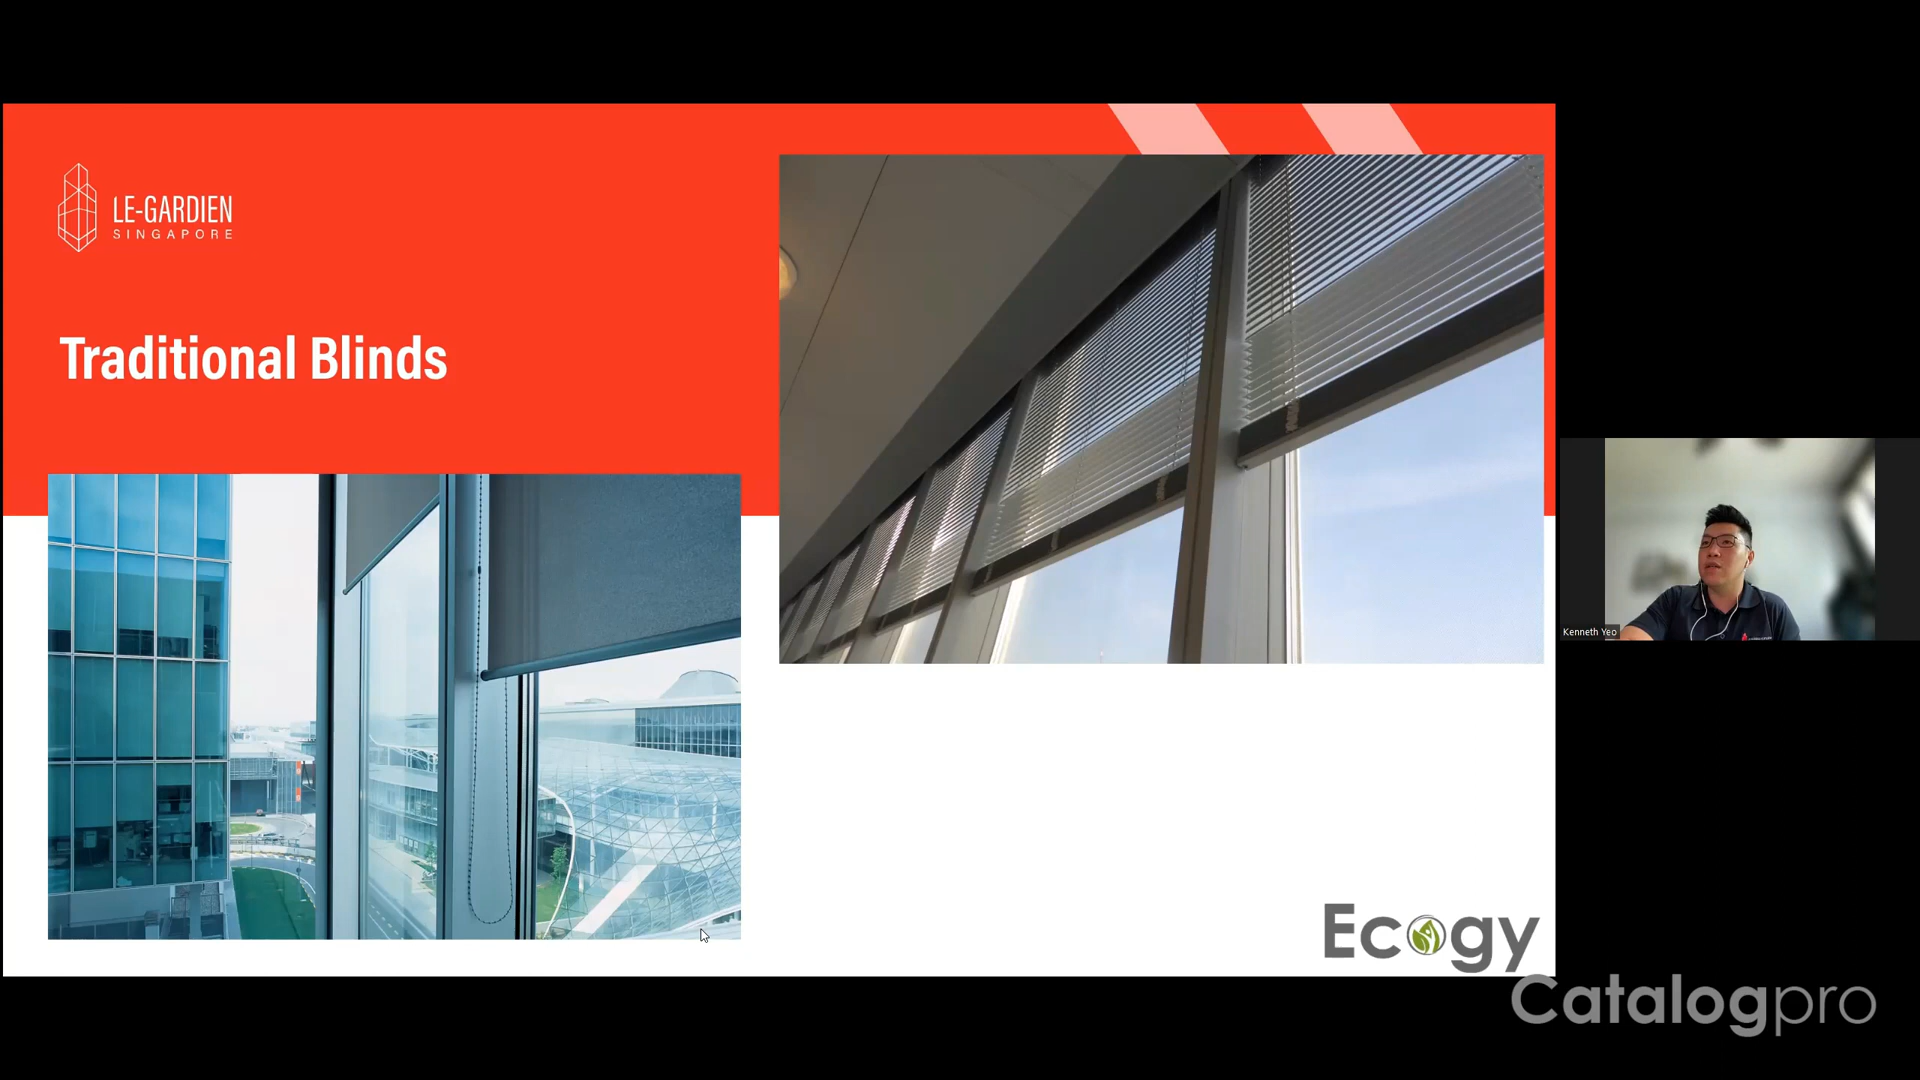 LE-GARDIEN
SINGAPORE
Traditional Blinds
Kenneth Yeo
Ecogy
Catalogpro